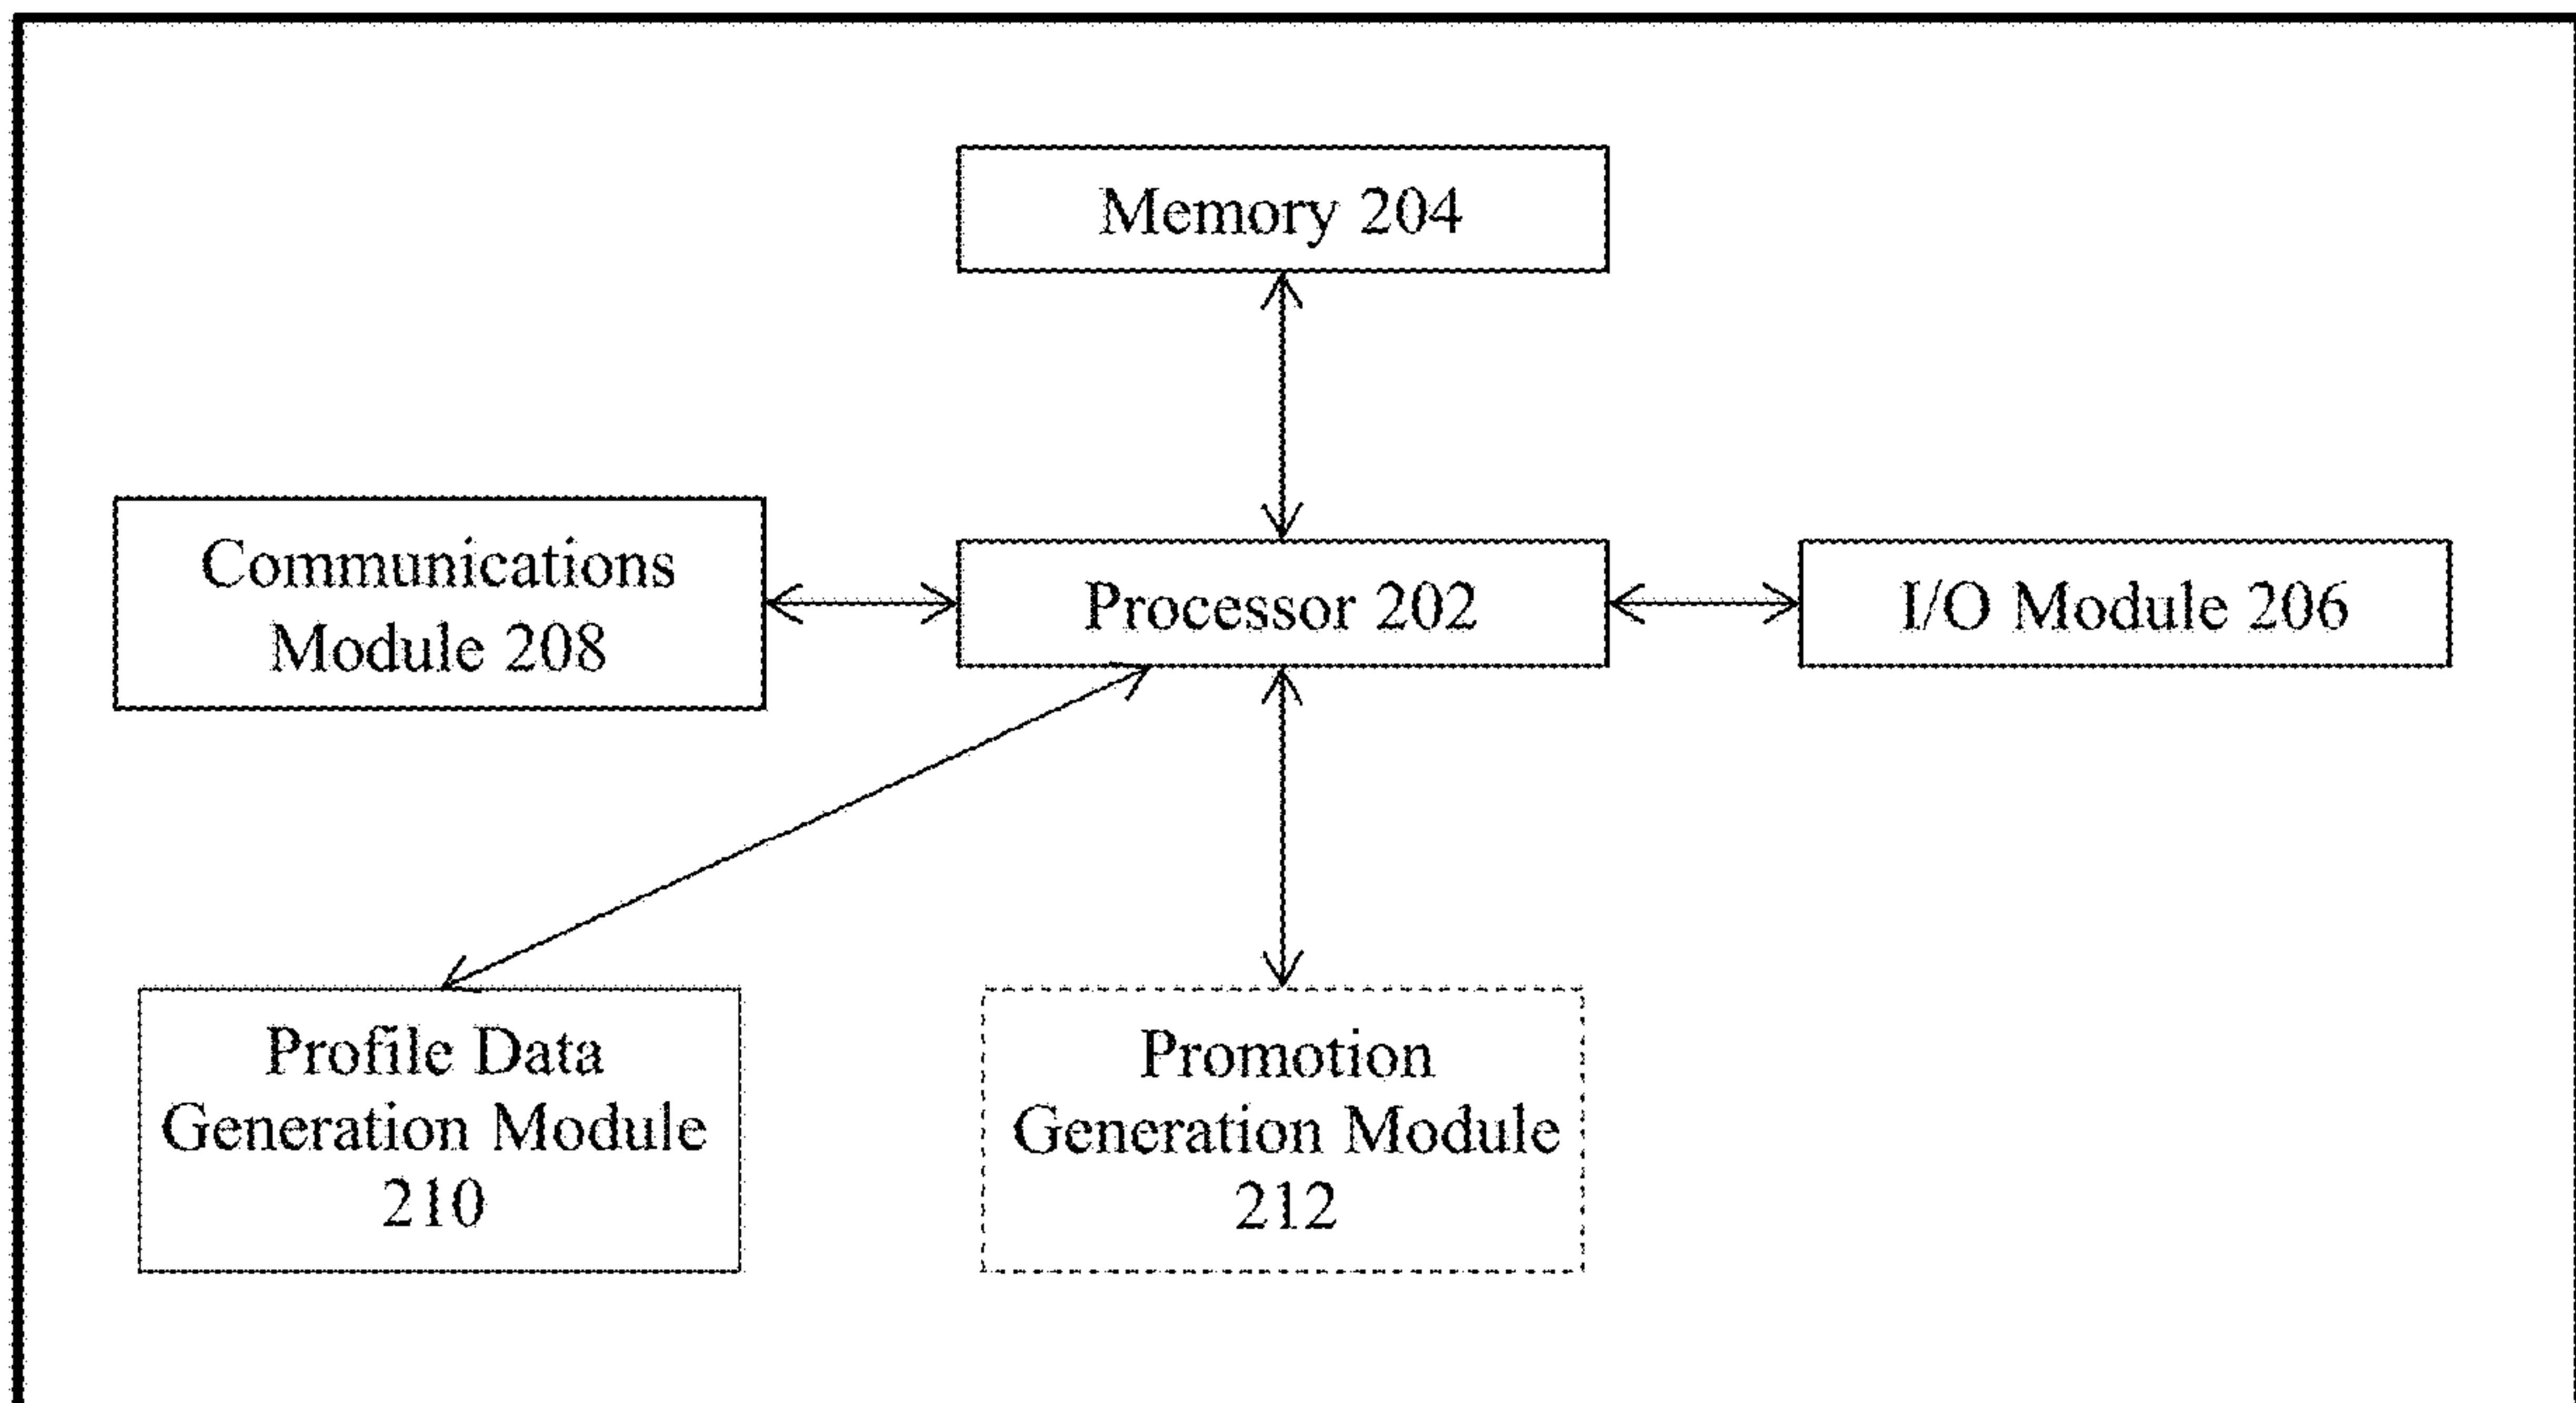 Memory 204
Communications
Module 208
Processor 202
I/O Module 206
Profile Data
Generation Module
210
Promotion
Generation Module
212